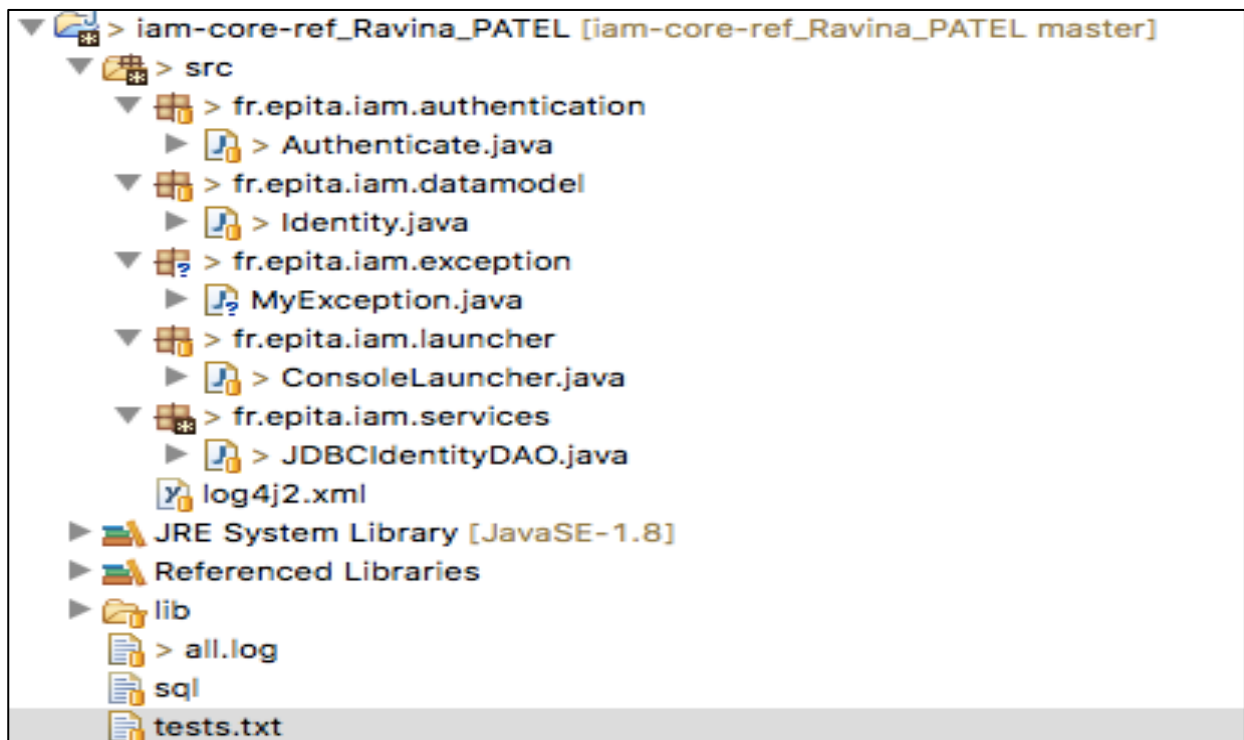 > iam-core-ref_Ravina_PATEL [iam-core-ref_Ravina_PATEL master]
> src
> fr.epita.iam.authentication
> Authenticate.java
> fr.epita.iam.datamodel
> Identity.java
> fr.epita.iam.exception
MyException.java
> fr.epita.iam.launcher
> ConsoleLauncher.java
> fr.epita.iam.services
> JDBCIdentityDAO.java
log4j2.xml
JRE System Library [JavaSE-1.8]
Referenced Libraries
lib
> all.log
sql
tests.txt